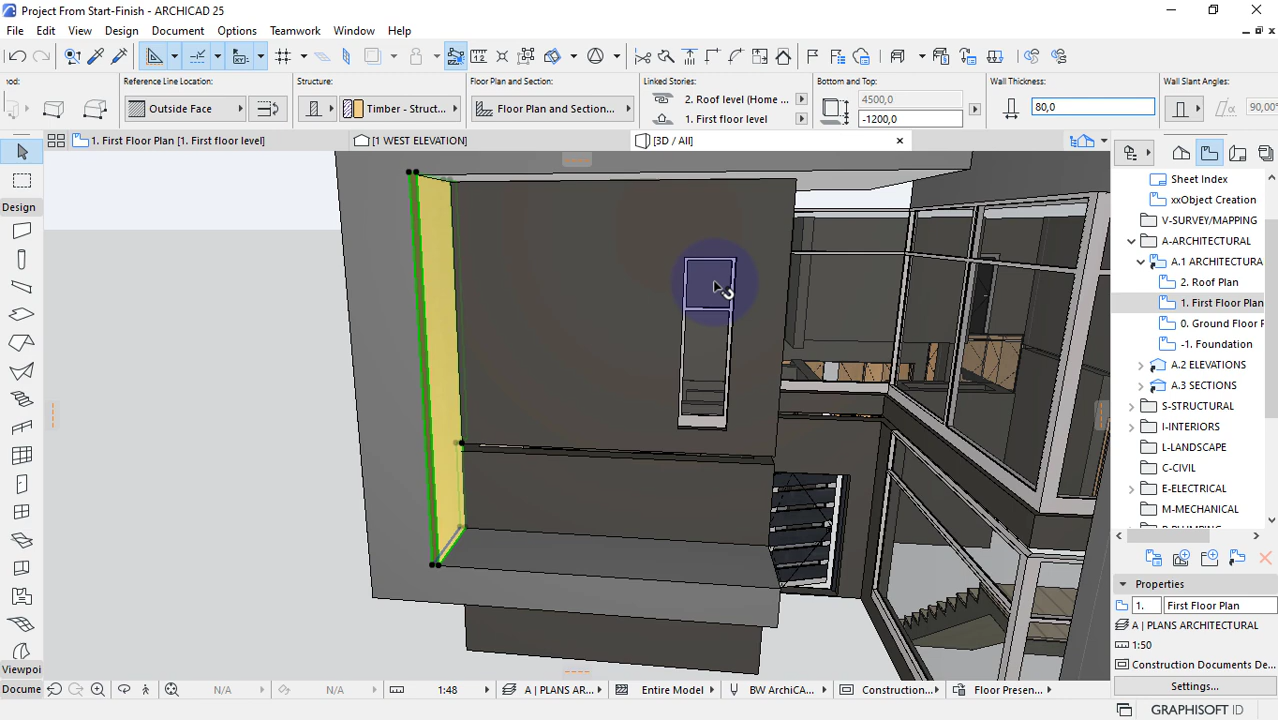 Project From Start-Finish - ARCHICAD 25
File Edit View Design Document Options Teamwork Window Help
nod: Reference Line Location: Structure: Floor Plan and Section: Linked Stories: Bottom and Top: Wall Thickness: Wall Slant Angles:
Outside Face Timber - Struct... Floor Plan and Section... 2. Roof level (Home ... 4500,0 80,0 90,00°
1. First floor level -1200,0
1. First Floor Plan [1. First floor level] [1 WEST ELEVATION] [3D / All]
Sheet Index
Design
xxObject Creation
V-SURVEY/MAPPING
A-ARCHITECTURAL
A.1 ARCHITECTURA
2. Roof Plan
1. First Floor Plan
0. Ground Floor P
-1. Foundation
A.2 ELEVATIONS
A.3 SECTIONS
S-STRUCTURAL
I-INTERIORS
L-LANDSCAPE
C-CIVIL
E-ELECTRICAL
M-MECHANICAL
Properties
1. First Floor Plan
A | PLANS ARCHITECTURAL
1:50
Construction Documents De...
Viewpoi
Settings...
Docume N/A N/A 1:48 A | PLANS AR... Entire Model BW ArchiCA... Construction... Floor Presen...
GRAPHISOFT ID